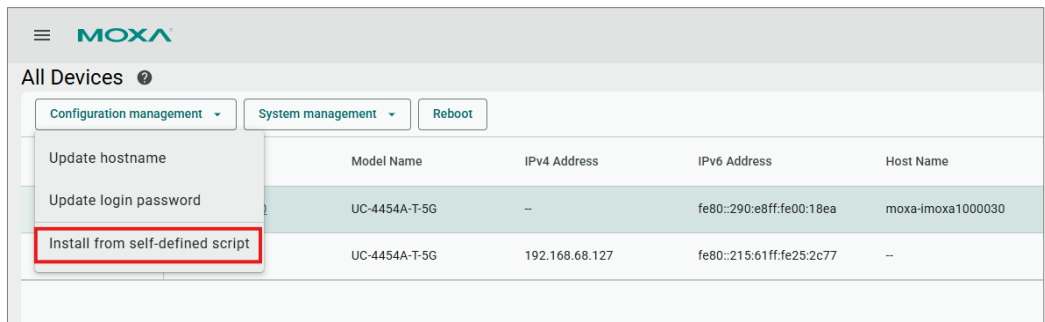 MOXA
All Devices ?
Configuration management System management Reboot
Update hostname
Model Name IPv4 Address IPv6 Address Host Name
Update login password
UC-4454A-T-5G -- fe80::290:e8ff:fe00:18ea moxa-imoxa1000030
Install from self-defined script
UC-4454A-T-5G 192.168.68.127 fe80::215:61ff:fe25:2c77 --